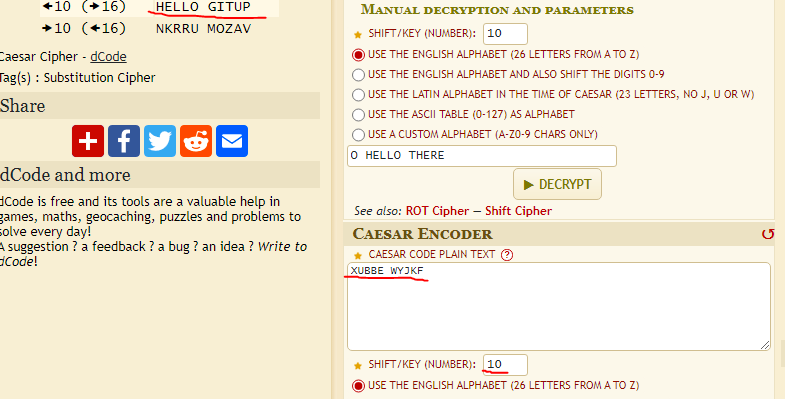 🡸10 (🡺16) HELLO GITUP
🡺10 (🡸16) NKRRU MOZAV
Caesar Cipher - dCode
Tag(s) : Substitution Cipher
Share
dCode and more
dCode is free and its tools are a valuable help in
games, maths, geocaching, puzzles and problems to
solve every day!
A suggestion ? a feedback ? a bug ? an idea ? Write to
dCode!
MANUAL DECRYPTION AND PARAMETERS
★ SHIFT/KEY (NUMBER): 10
USE THE ENGLISH ALPHABET (26 LETTERS FROM A TO Z)
USE THE ENGLISH ALPHABET AND ALSO SHIFT THE DIGITS 0-9
USE THE LATIN ALPHABET IN THE TIME OF CAESAR (23 LETTERS, NO J, U OR W)
USE THE ASCII TABLE (0-127) AS ALPHABET
USE A CUSTOM ALPHABET (A-Z0-9 CHARS ONLY)
O HELLO THERE
▶ DECRYPT
See also: ROT Cipher — Shift Cipher
CAESAR ENCODER
★ CAESAR CODE PLAIN TEXT ?
XUBBE WYJKF
★ SHIFT/KEY (NUMBER): 10
USE THE ENGLISH ALPHABET (26 LETTERS FROM A TO Z)